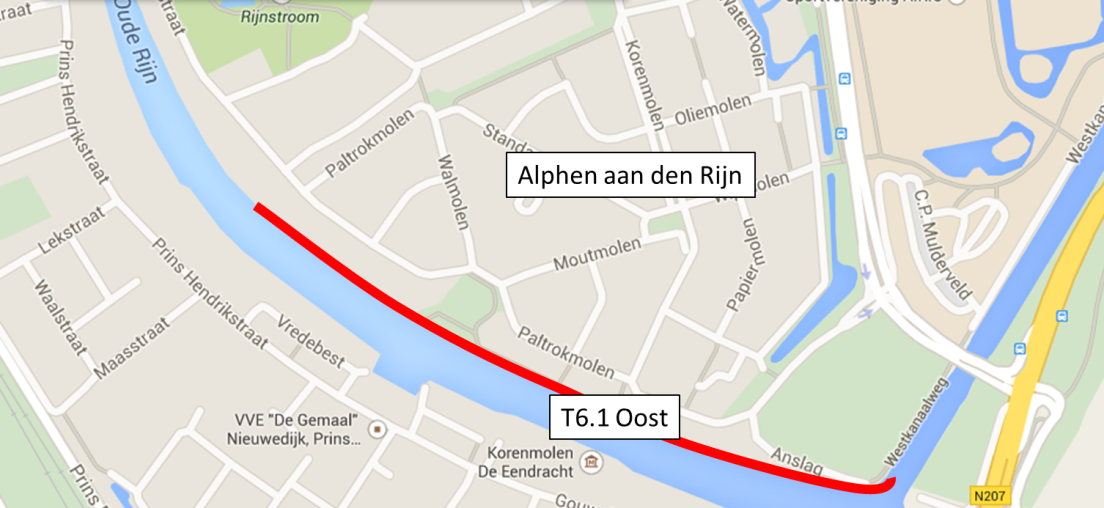 Rijnstroom
Oude Rijn
Prins Hendrikstraat
Korenmolen
Watermolen
Oliemolen
Paltrokmolen
Walmolen
Alphen aan den Rijn
Moutmolen
Papiermolen
C.P. Mulderveld
Lekstraat
Waalstraat
Maasstraat
Prins Hendrikstraat
Vredebest
Paltrokmolen
T6.1 Oost
VVE "De Gemaal"
Nieuwedijk, Prins...
Korenmolen
De Eendracht
Anslag
Westkanaalweg
N207
Prins